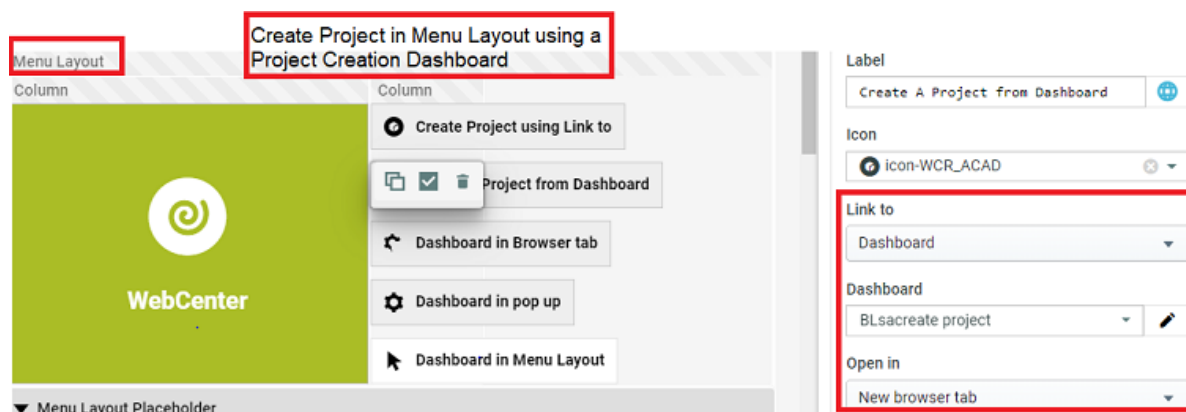 Create Project in Menu Layout using a
Project Creation Dashboard
Menu Layout
Column
Column
WebCenter
Create Project using Link to
Project from Dashboard
Dashboard in Browser tab
Dashboard in pop up
Dashboard in Menu Layout
Menu Layout Placeholder
Label
Create A Project from Dashboard
Icon
icon-WCR_ACAD
Link to
Dashboard
Dashboard
BLsacreate project
Open in
New browser tab